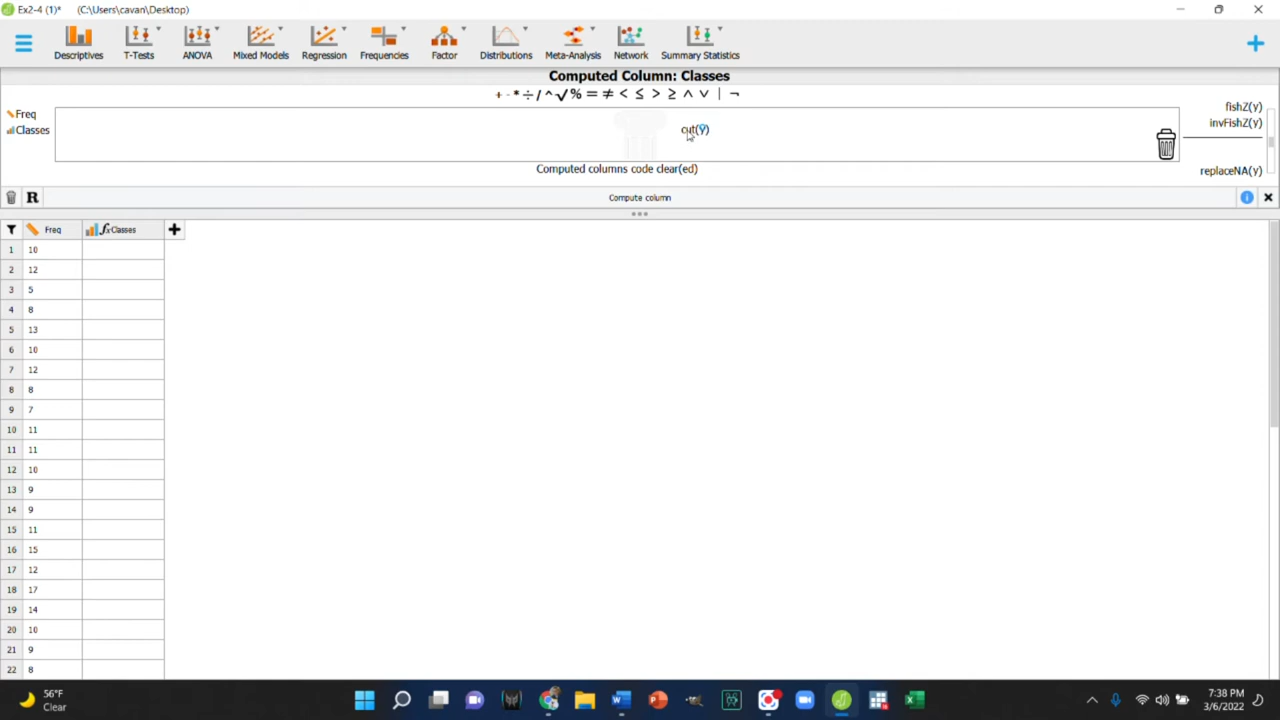 Ex2-4 (1)* (C:\Users\cavan\Desktop)
Descriptives T-Tests ANOVA Mixed Models Regression Frequencies Factor Distributions Meta-Analysis Network Summary Statistics
Computed Column: Classes
+ - * ÷ / ^ √ % = ≠ < ≤ > ≥ ∧ ∨ | ¬
Freq
Classes
cut(y)
fishZ(y)
invFishZ(y)
replaceNA(y)
Computed columns code clear(ed)
R Compute column
Freq fx Classes
1 10
2 12
3 5
4 8
5 13
6 10
7 12
8 8
9 7
10 11
11 11
12 10
13 9
14 9
15 11
16 15
17 12
18 17
19 14
20 10
21 9
22 8
56°F
Clear
7:38 PM
3/6/2022